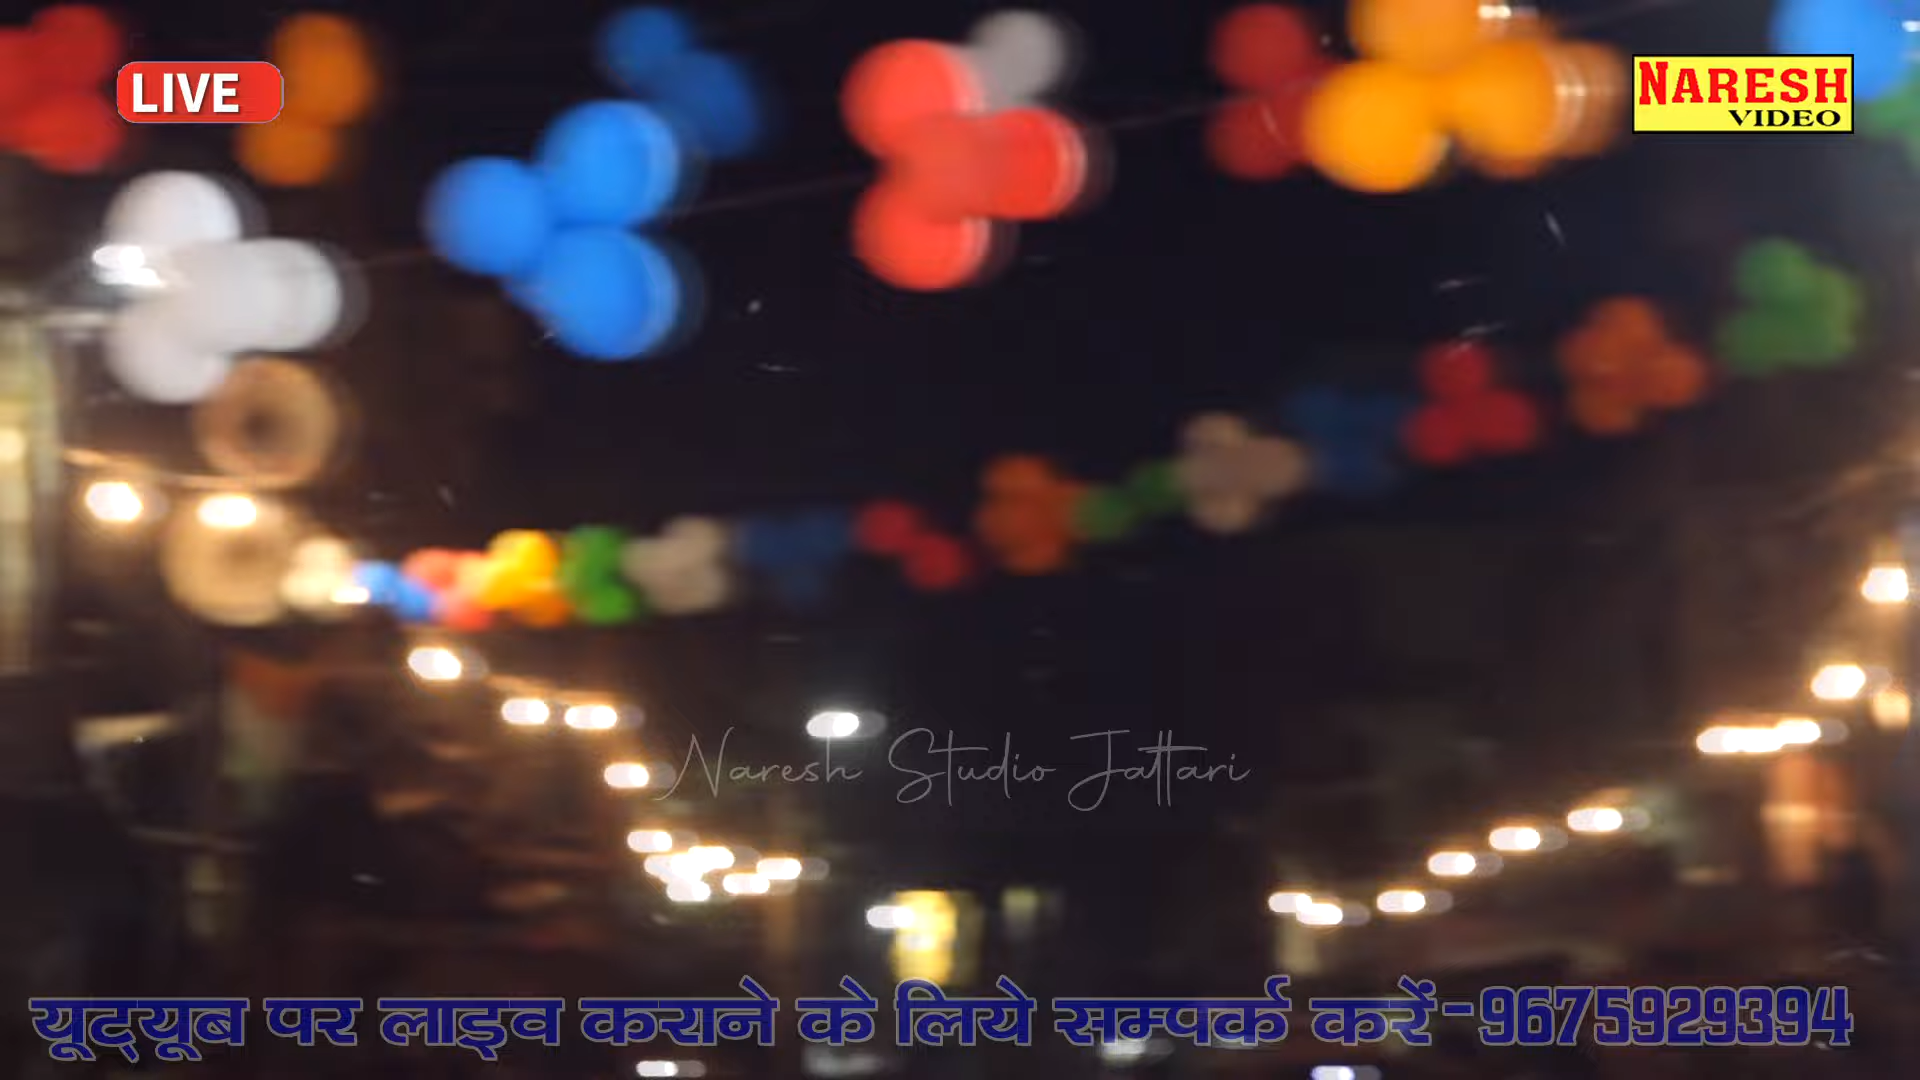 LIVE
NARESH
VIDEO
Naresh Studio Jattari
यूट्यूब पर लाइव कराने के लिये सम्पर्क करें-9675929394